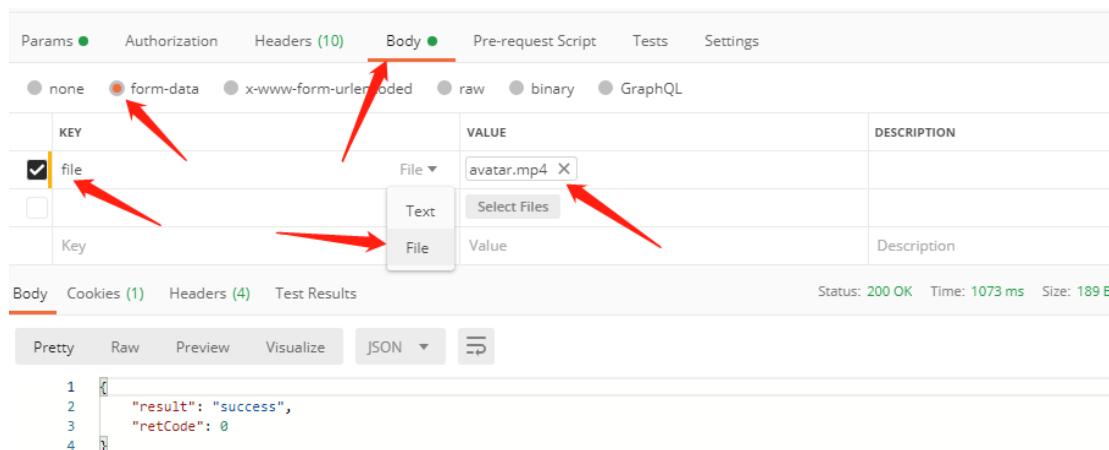 Params Authorization Headers (10) Body Pre-request Script Tests Settings
none form-data x-www-form-urlencoded raw binary GraphQL
KEY VALUE DESCRIPTION
file File avatar.mp4
Text Select Files
Key File Value Description
Body Cookies (1) Headers (4) Test Results Status: 200 OK Time: 1073 ms Size: 189 B
Pretty Raw Preview Visualize JSON
1 {
2 "result": "success",
3 "retCode": 0
4 }